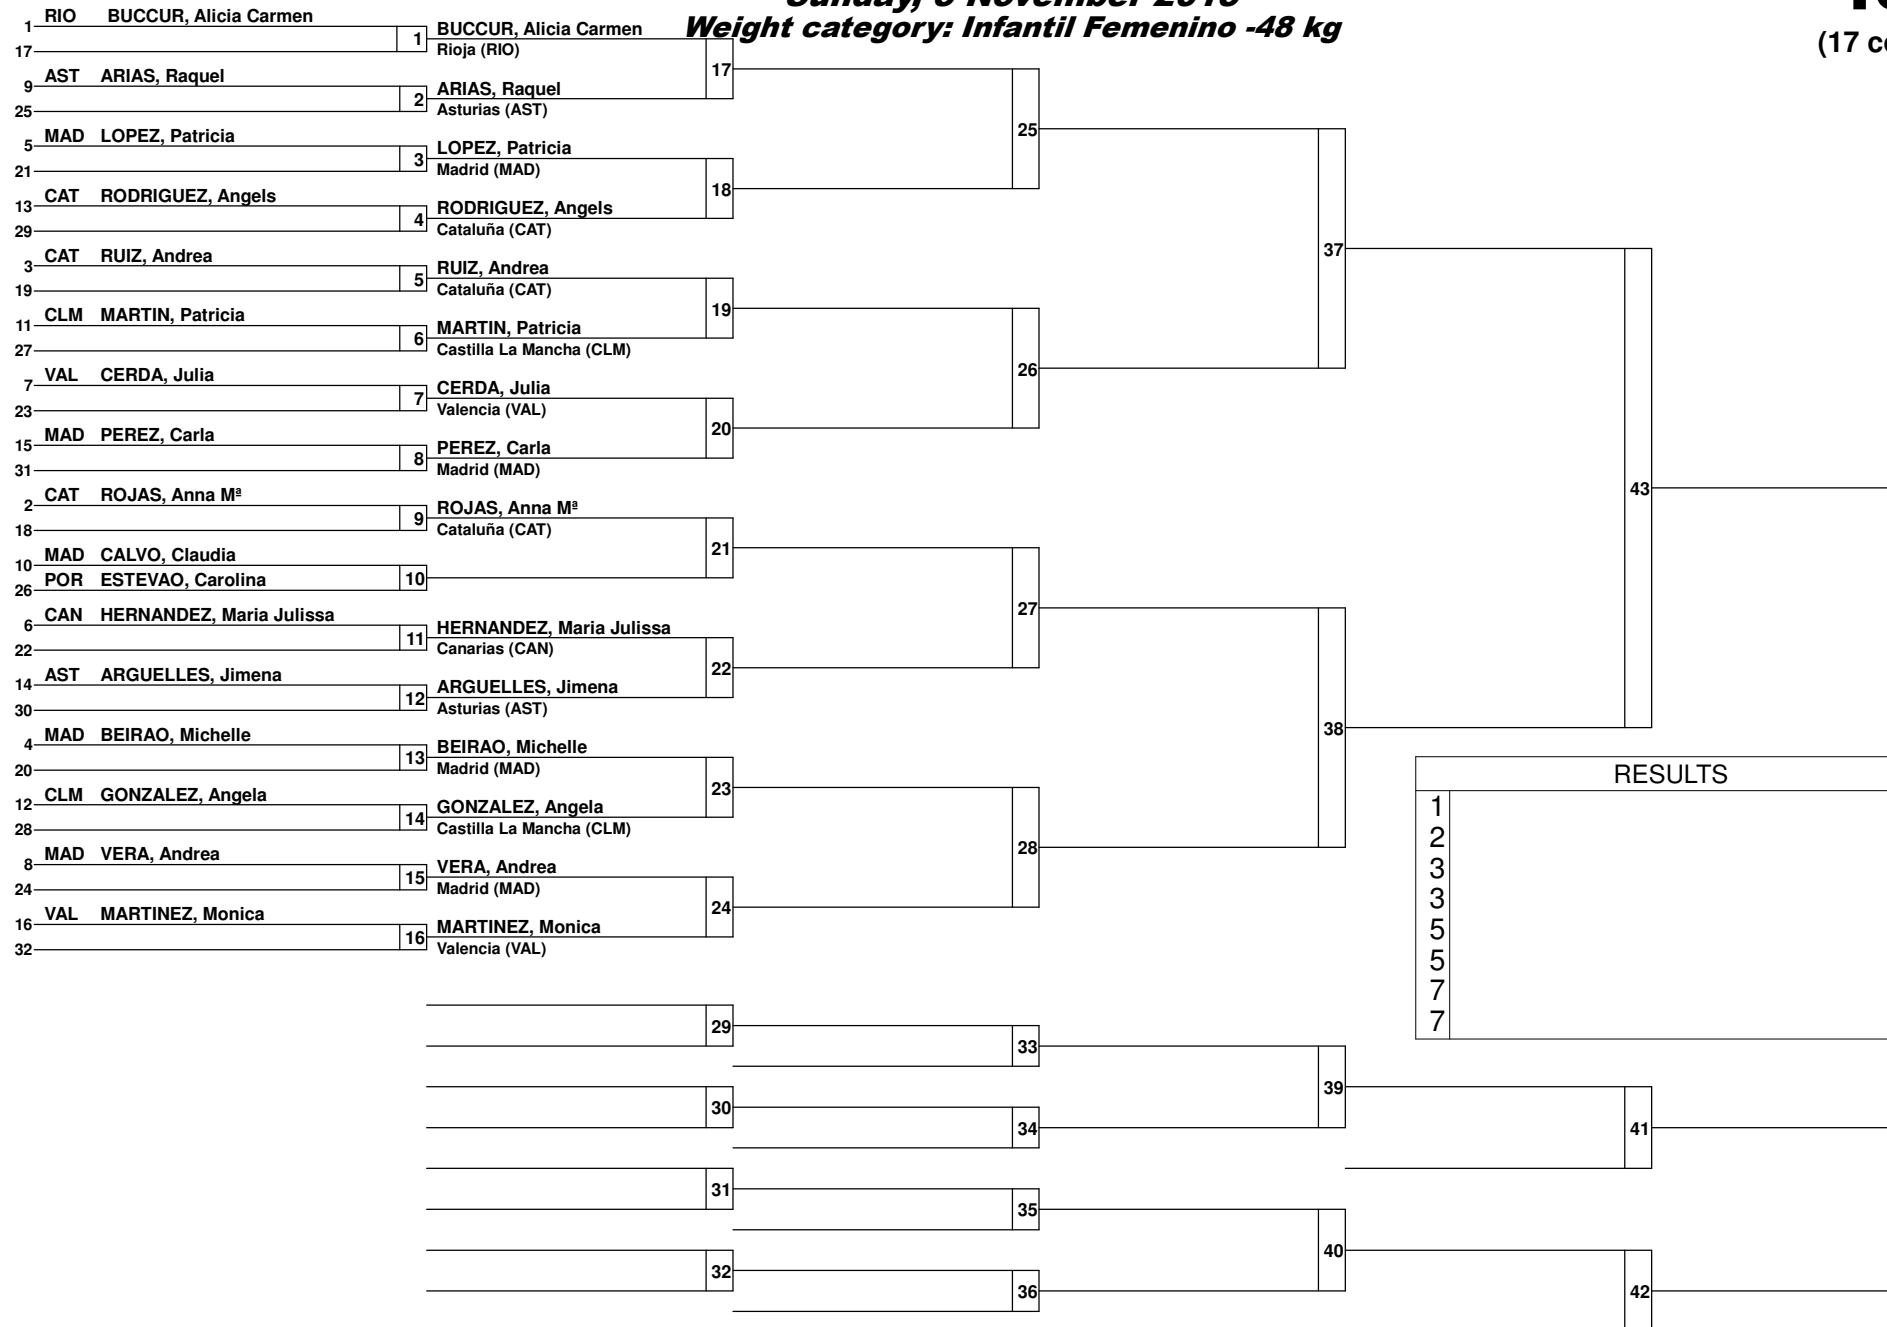 Weight category: Infantil Femenino -48 kg
(17
1 RIO BUCCUR, Alicia Carmen
17
1 BUCCUR, Alicia Carmen
Rioja (RIO)
9 AST ARIAS, Raquel
25
2 ARIAS, Raquel
Asturias (AST)
17
5 MAD LOPEZ, Patricia
21
3 LOPEZ, Patricia
Madrid (MAD)
13 CAT RODRIGUEZ, Angels
29
4 RODRIGUEZ, Angels
Cataluña (CAT)
18
25
3 CAT RUIZ, Andrea
19
5 RUIZ, Andrea
Cataluña (CAT)
11 CLM MARTIN, Patricia
27
6 MARTIN, Patricia
Castilla La Mancha (CLM)
19
7 VAL CERDA, Julia
23
7 CERDA, Julia
Valencia (VAL)
15 MAD PEREZ, Carla
31
8 PEREZ, Carla
Madrid (MAD)
20
26
37
2 CAT ROJAS, Anna Mª
18
9 ROJAS, Anna Mª
Cataluña (CAT)
10 MAD CALVO, Claudia
26 POR ESTEVAO, Carolina
10
21
6 CAN HERNANDEZ, Maria Julissa
22
11 HERNANDEZ, Maria Julissa
Canarias (CAN)
14 AST ARGUELLES, Jimena
30
12 ARGUELLES, Jimena
Asturias (AST)
22
27
4 MAD BEIRAO, Michelle
20
13 BEIRAO, Michelle
Madrid (MAD)
12 CLM GONZALEZ, Angela
28
14 GONZALEZ, Angela
Castilla La Mancha (CLM)
23
8 MAD VERA, Andrea
24
15 VERA, Andrea
Madrid (MAD)
16 VAL MARTINEZ, Monica
32
16 MARTINEZ, Monica
Valencia (VAL)
24
28
38
43
RESULTS
1
2
3
3
5
5
7
7
29
33
30
34
39
41
31
35
32
36
40
42